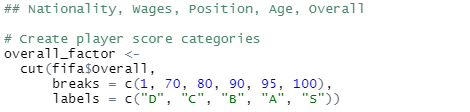 ## Nationality, Wages, Position, Age, Overall
# Create player score categories
overall_factor <-
  cut(fifa$Overall,
      breaks = c(1, 70, 80, 90, 95, 100),
      labels = c("D", "C", "B", "A", "S"))